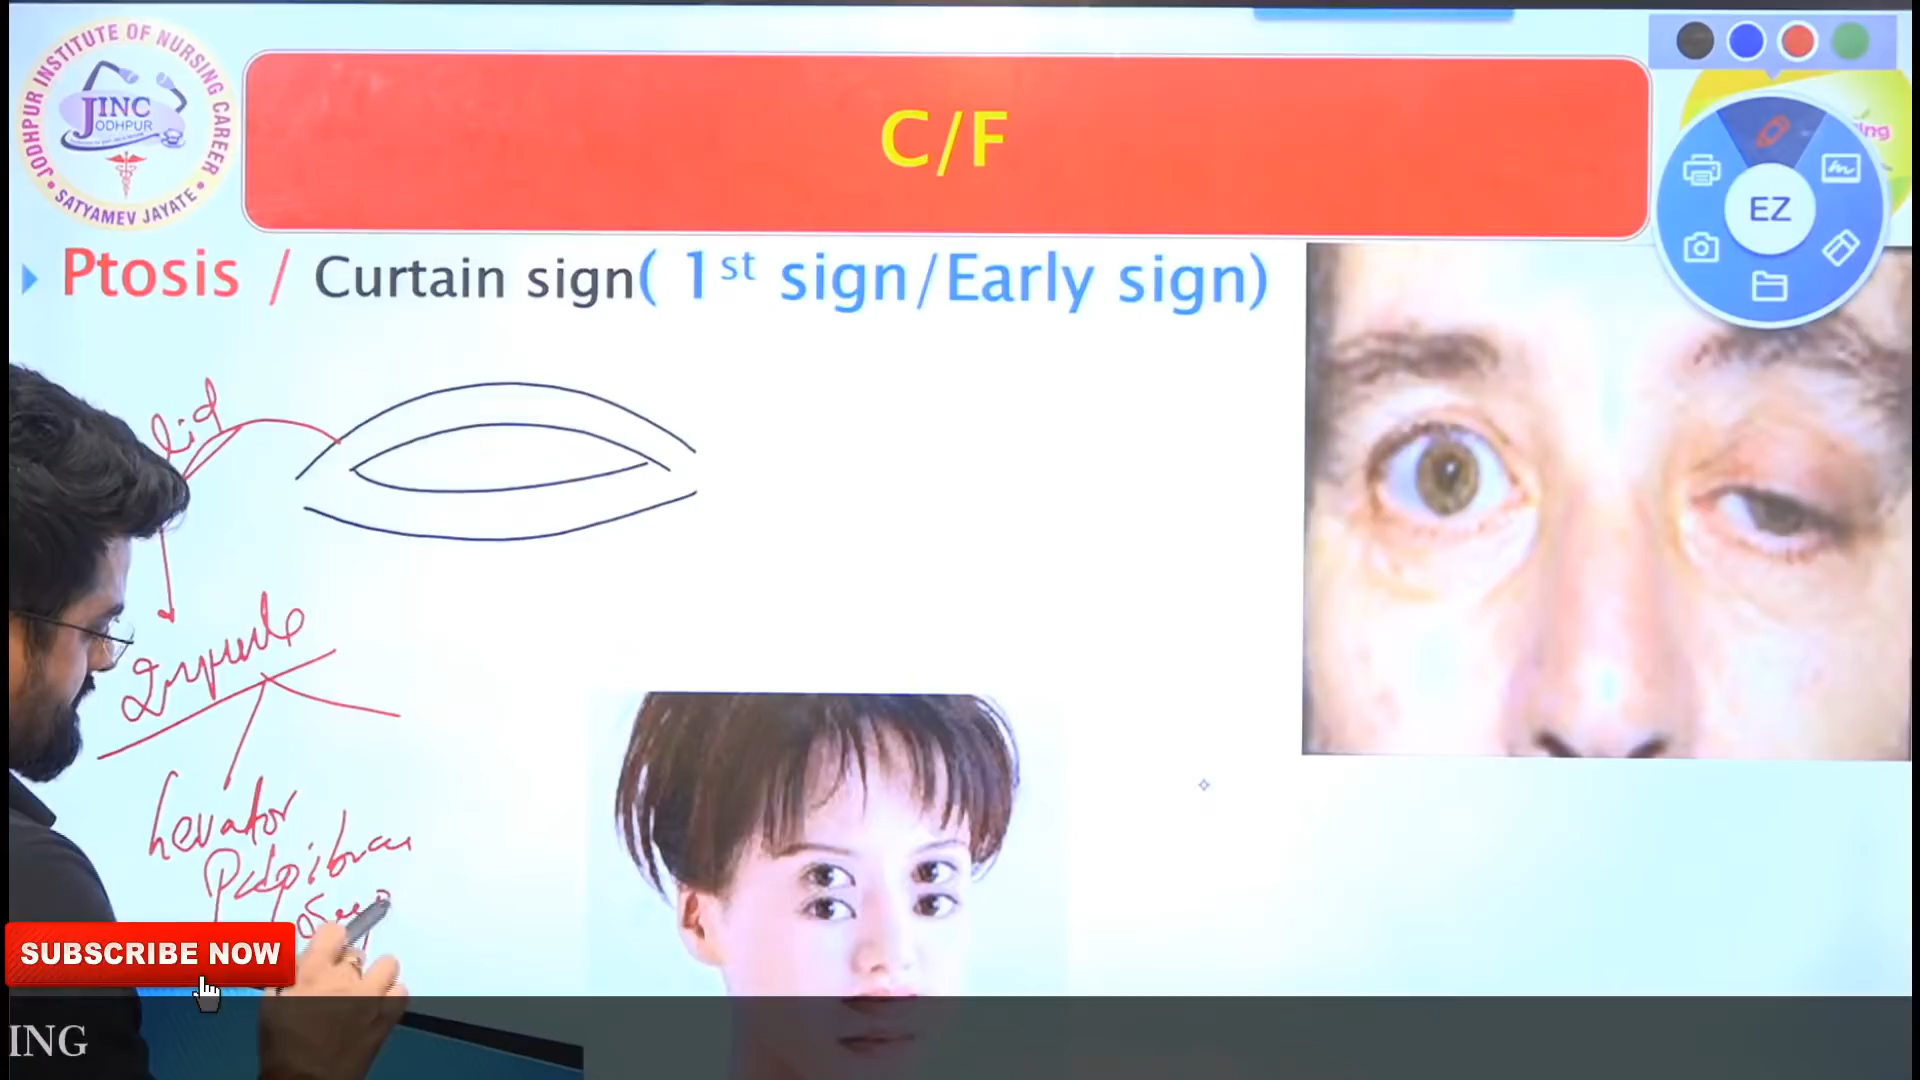 JODHPUR INSTITUTE OF NURSING CAREER
JINC
JODHPUR
SATYAMEV JAYATE
C/F
EZ
Ptosis / Curtain sign( 1st sign/Early sign)
lid
Levator
Palpibrae
SUBSCRIBE NOW
ING